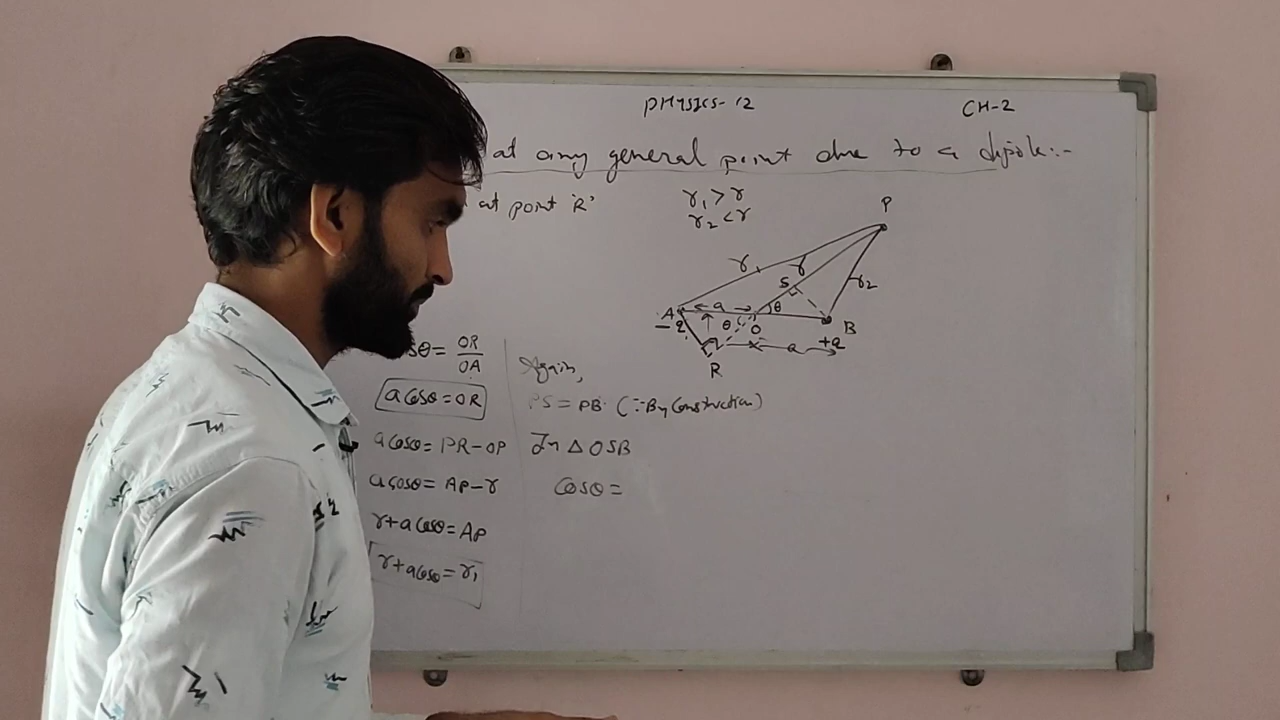 PHYSICS-12
CH-2
at any general point due to a dipole:-
at point 'R'
r₁ > r
r₂ < r
P
r₁
r
S
r₂
A
a
θ
-q
θ
O
B
+q
a
R
sθ = OR/OA
a cosθ = OR
a cosθ = PR - OP
a cosθ = AP - r
r + a cosθ = AP
r + a cosθ = r₁
Again,
PS = PB (∵ By Construction)
In Δ OSB
Cosθ =